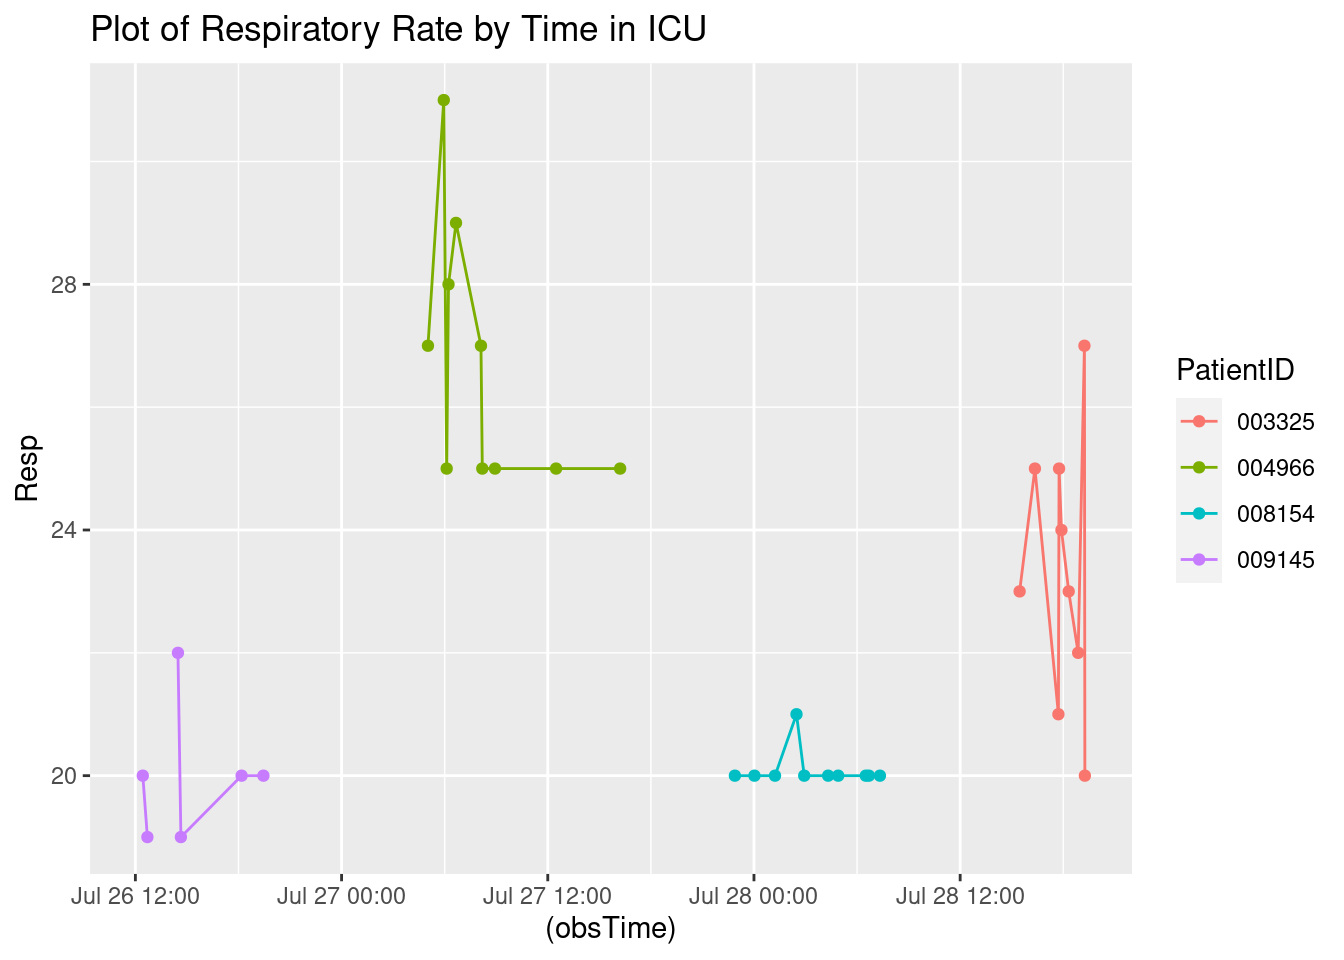 Plot of Respiratory Rate by Time in ICU
28
24
20
Resp
Jul 26 12:00
Jul 27 00:00
Jul 27 12:00
Jul 28 00:00
Jul 28 12:00
(obsTime)
PatientID
003325
004966
008154
009145